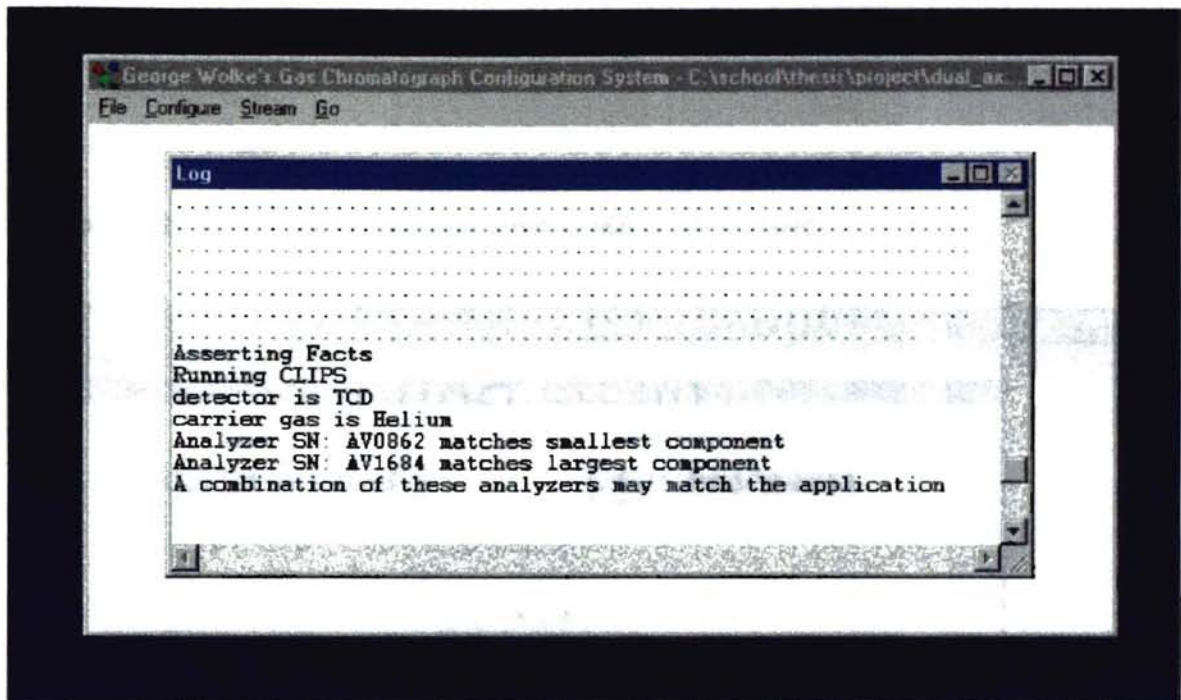 George Wolke's Gas Chromatograph Configuration System - C:\school\thesis\project\dual_ax...
File Configure Stream Go
Log
Asserting Facts
Running CLIPS
detector is TCD
carrier gas is Helium
Analyzer SN: AV0862 matches smallest component
Analyzer SN: AV1684 matches largest component
A combination of these analyzers may match the application